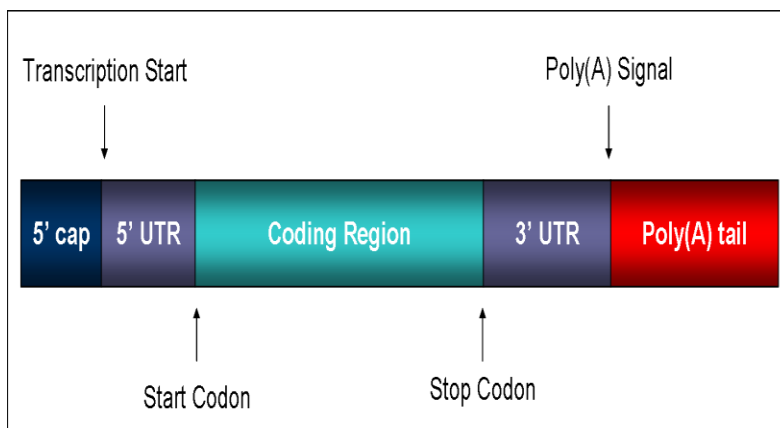 Transcription Start
Poly(A) Signal
5’ cap
5’ UTR
Coding Region
3’ UTR
Poly(A) tail
Start Codon
Stop Codon